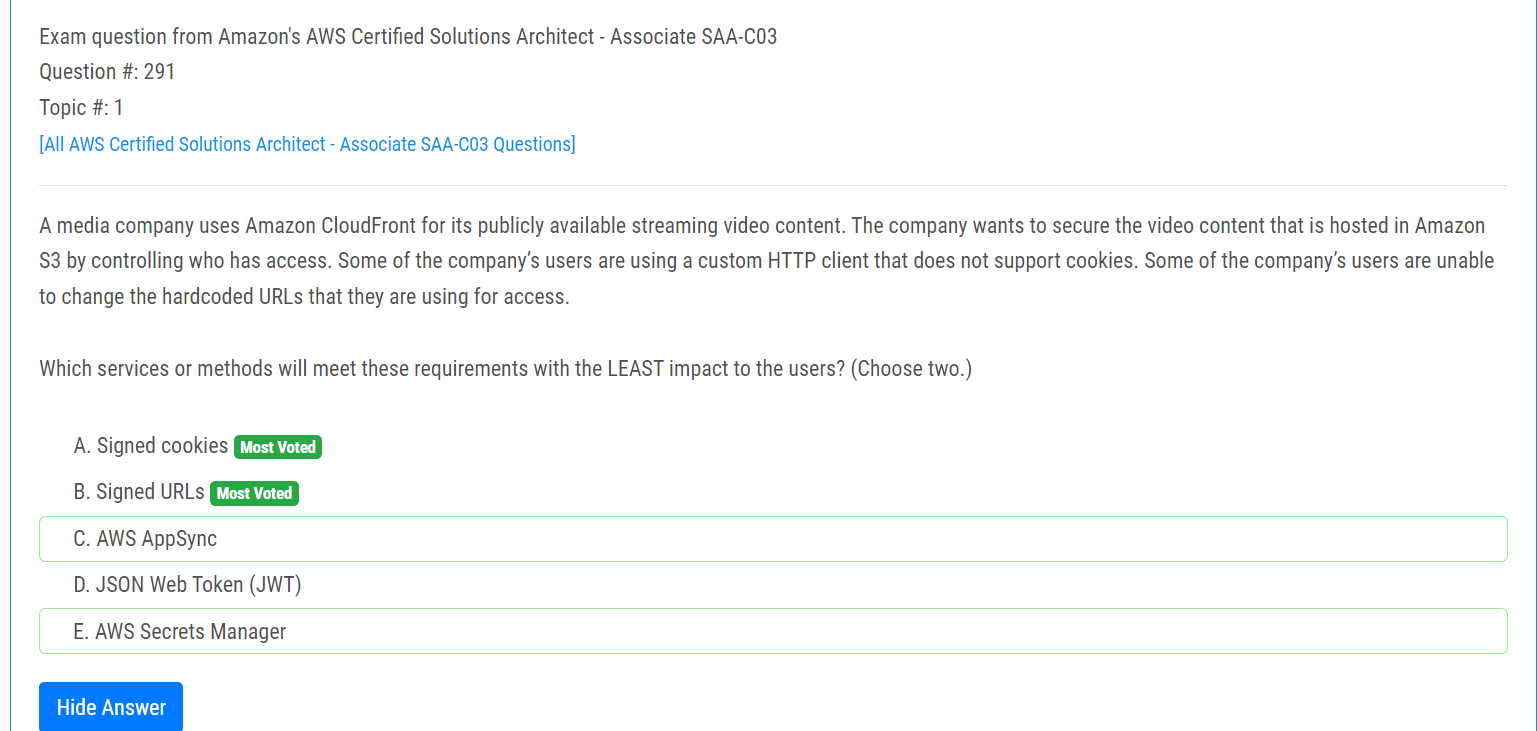 Exam question from Amazon's AWS Certified Solutions Architect - Associate SAA-C03
Question #: 291
Topic #: 1
[All AWS Certified Solutions Architect - Associate SAA-C03 Questions]
A media company uses Amazon CloudFront for its publicly available streaming video content. The company wants to secure the video content that is hosted in Amazon
S3 by controlling who has access. Some of the company’s users are using a custom HTTP client that does not support cookies. Some of the company’s users are unable
to change the hardcoded URLs that they are using for access.
Which services or methods will meet these requirements with the LEAST impact to the users? (Choose two.)
A. Signed cookies Most Voted
B. Signed URLs Most Voted
C. AWS AppSync
D. JSON Web Token (JWT)
E. AWS Secrets Manager
Hide Answer